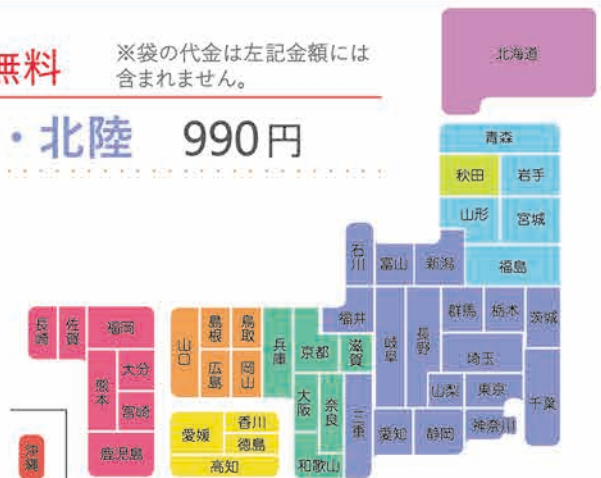 無料
※袋の代金は左記金額には
含まれません。
・北陸 990円
北海道
青森
秋田
岩手
山形
宮城
福島
石川
富山
新潟
福井
岐阜
長野
群馬
栃木
茨城
埼玉
山梨
東京
千葉
神奈川
愛知
静岡
三重
滋賀
京都
兵庫
大阪
奈良
和歌山
鳥取
島根
岡山
広島
山口
香川
愛媛
徳島
高知
福岡
佐賀
長崎
大分
熊本
宮崎
鹿児島
沖縄